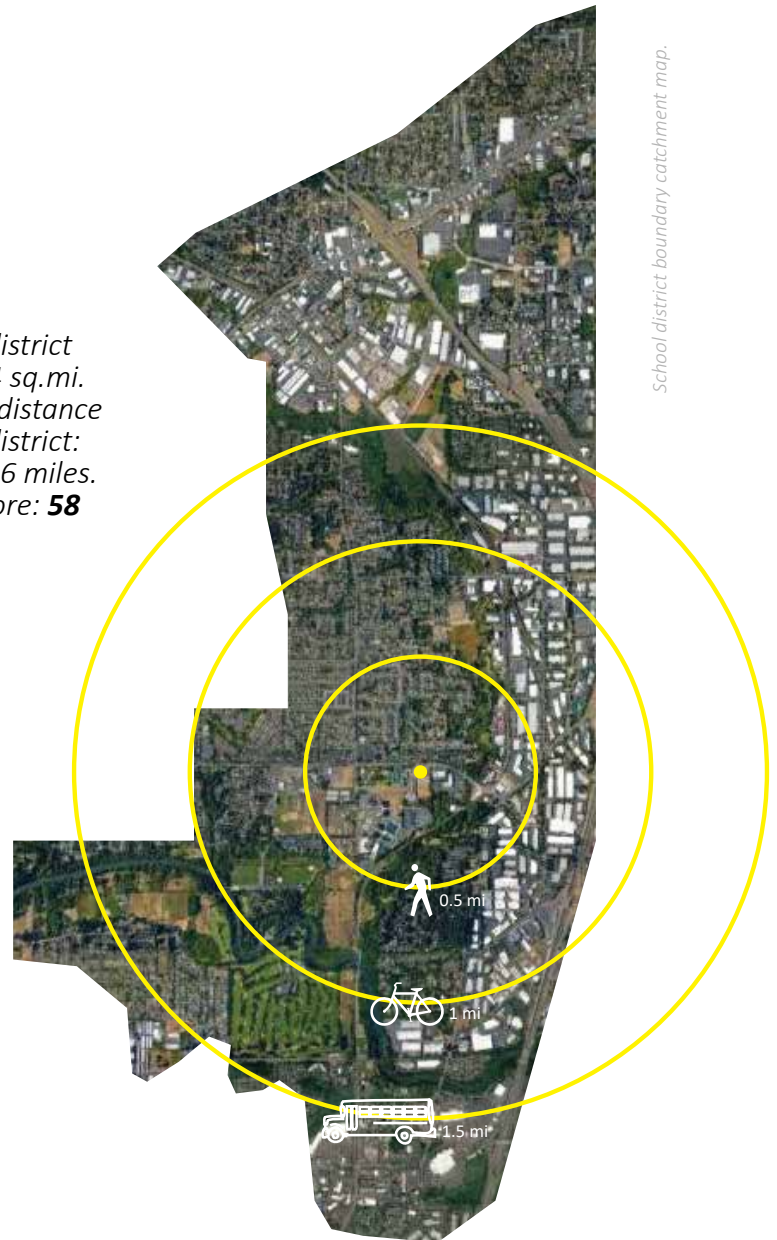 istrict
sq.mi.
distance
istrict:
6 miles.
ore: 58
School district boundary catchment map.
0.5 mi
1 mi
1.5 mi